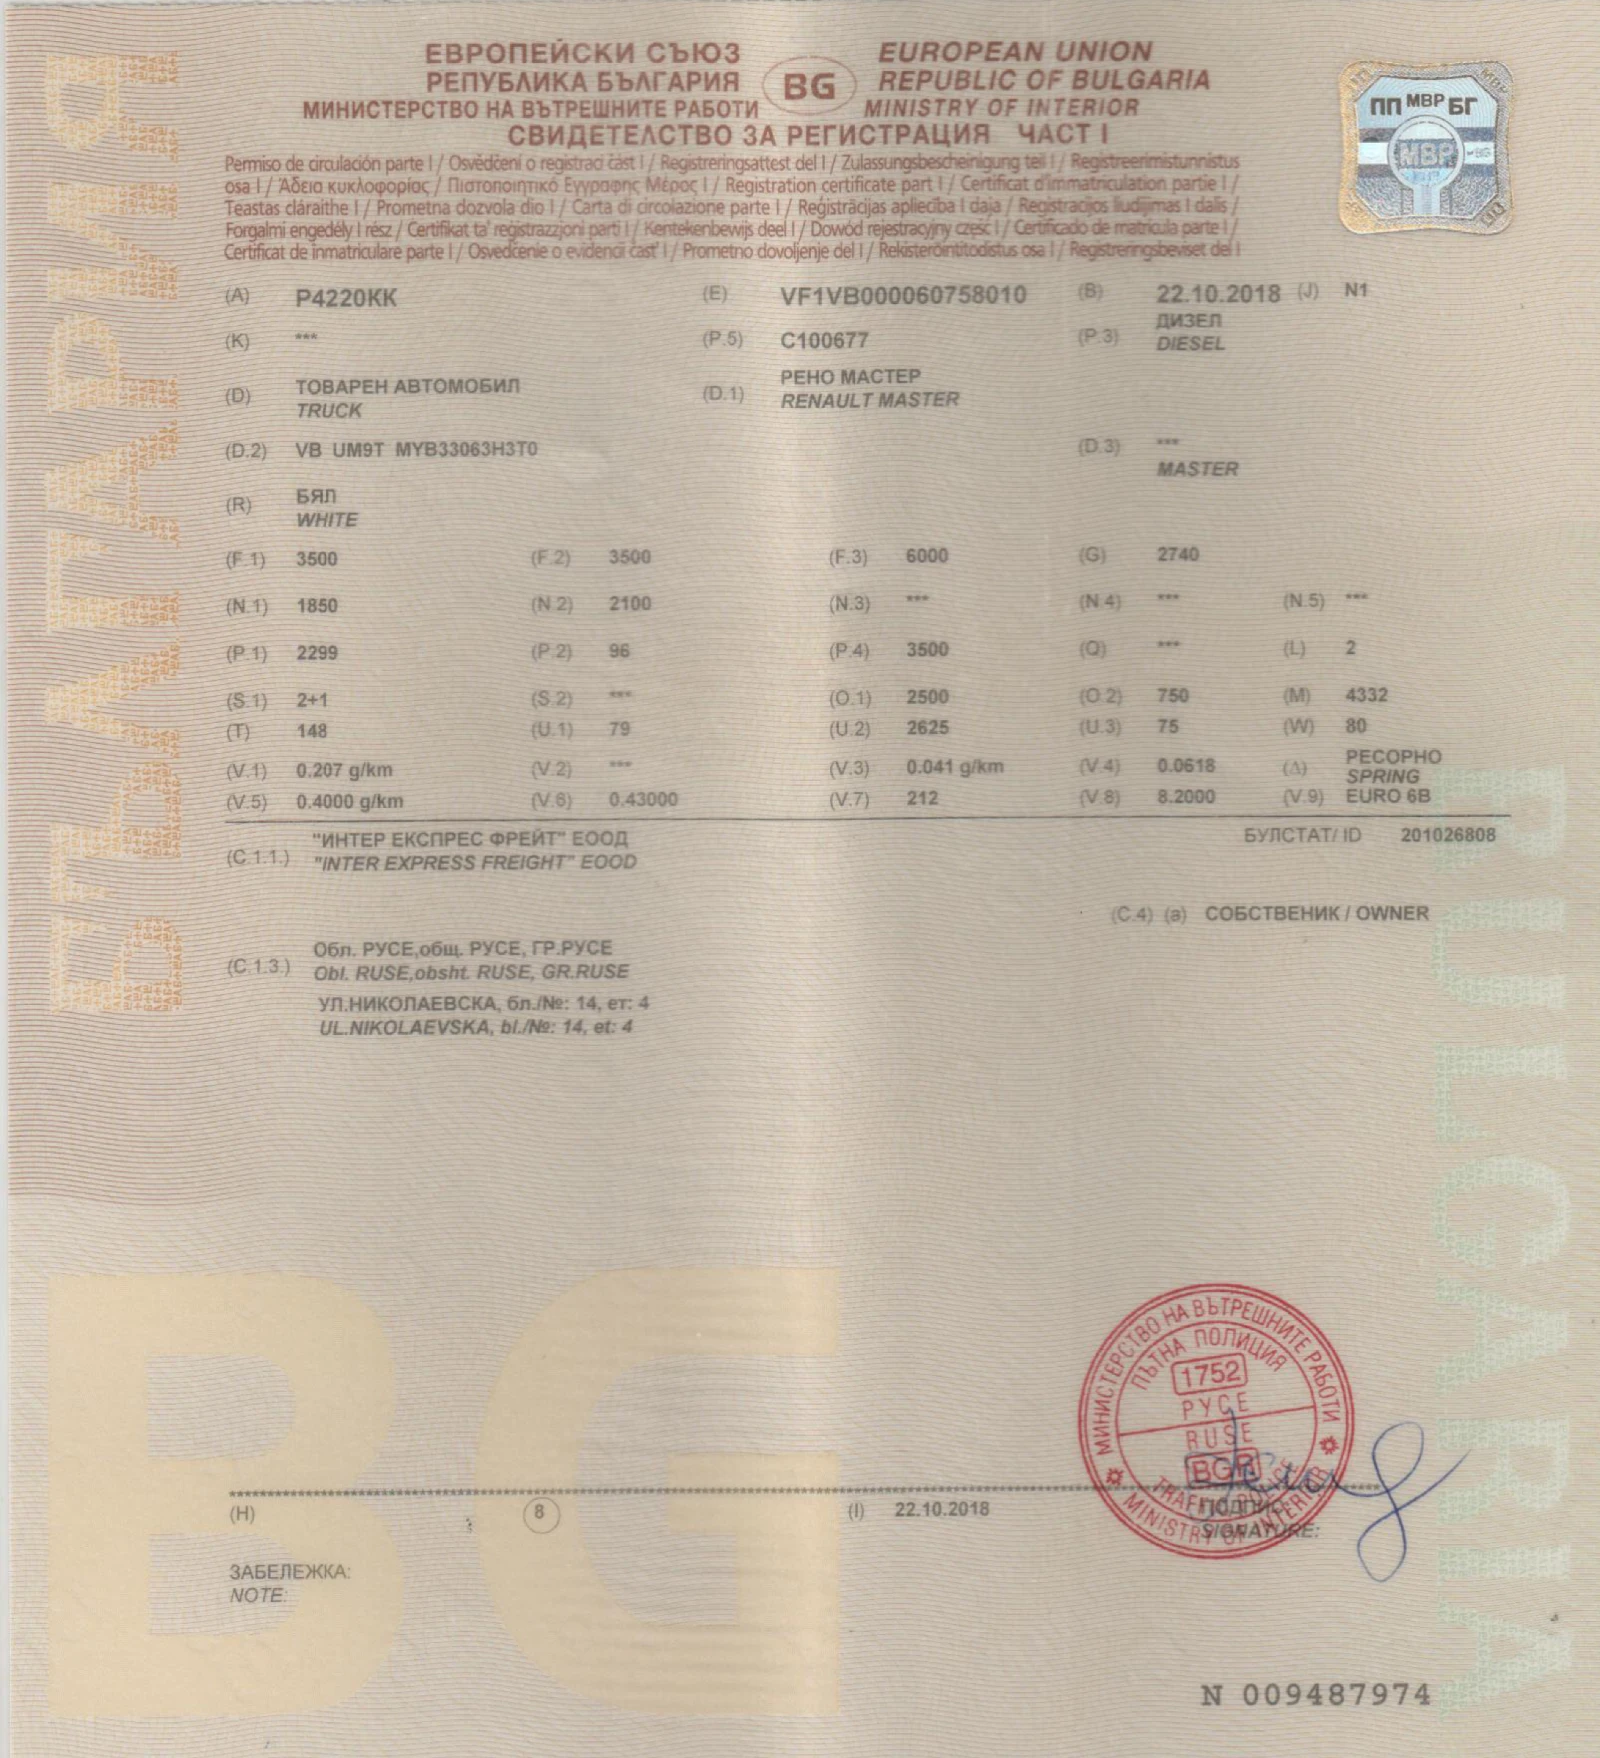 ЕВРОПЕЙСКИ СЪЮЗ BG EUROPEAN UNION
РЕПУБЛИКА БЪЛГАРИЯ REPUBLIC OF BULGARIA
МИНИСТЕРСТВО НА ВЪТРЕШНИТЕ РАБОТИ MINISTRY OF INTERIOR
СВИДЕТЕЛСТВО ЗА РЕГИСТРАЦИЯ ЧАСТ I
ПП МВР БГ
МВР
Permiso de circulación parte I / Osvědčení o registraci část I / Registreringsattest del I / Zulassungsbescheinigung teil I / Registreerimistunnistus
osa I / Άδεια κυκλοφορίας / Πιστοποιητικό Εγγραφης Μέρος I / Registration certificate part I / Certificat d'immatriculation partie I /
Teastas cláraithe I / Prometna dozvola dio I / Carta di circolazione parte I / Reģistrācijas apliecība I daļa / Registracijos liudijimas I dalis /
Forgalmi engedély I rész / Certifikat ta' reġistrazzjoni parti I / Kentekenbewijs deel I / Dowód rejestracyjny część I / Certificado de matrícula parte I /
Certificat de înmatriculare parte I / Osvedčenie o evidencii časť I / Prometno dovoljenje del I / Rekisteröintitodistus osa I / Registreringsbeviset del I
(A) P4220KK (E) VF1VB000060758010 (B) 22.10.2018 (J) N1
(K) *** (P.5) C100677 (P.3) ДИЗЕЛ
DIESEL
(D) ТОВАРЕН АВТОМОБИЛ (D.1) РЕНО МАСТЕР
TRUCK RENAULT MASTER
(D.2) VB UM9T MYB33063H3T0 (D.3) ***
MASTER
(R) БЯЛ
WHITE
(F.1) 3500 (F.2) 3500 (F.3) 6000 (G) 2740
(N.1) 1850 (N.2) 2100 (N.3) *** (N.4) *** (N.5) ***
(P.1) 2299 (P.2) 96 (P.4) 3500 (Q) *** (L) 2
(S.1) 2+1 (S.2) *** (O.1) 2500 (O.2) 750 (M) 4332
(T) 148 (U.1) 79 (U.2) 2625 (U.3) 75 (W) 80
(V.1) 0.207 g/km (V.2) *** (V.3) 0.041 g/km (V.4) 0.0618 (Δ) РЕСОРНО
SPRING
(V.5) 0.4000 g/km (V.6) 0.43000 (V.7) 212 (V.8) 8.2000 (V.9) EURO 6B
(C.1.1.) "ИНТЕР ЕКСПРЕС ФРЕЙТ" ЕООД БУЛСТАТ/ ID 201026808
"INTER EXPRESS FREIGHT" EOOD
(C.4) (a) СОБСТВЕНИК / OWNER
(C.1.3.) Обл. РУСЕ,общ. РУСЕ, ГР.РУСЕ
Obl. RUSE,obsht. RUSE, GR.RUSE
УЛ.НИКОЛАЕВСКА, бл./№: 14, ет: 4
UL.NIKOLAEVSKA, bl./№: 14, et: 4
МИНИСТЕРСТВО НА ВЪТРЕШНИТЕ РАБОТИ
ПЪТНА ПОЛИЦИЯ
1752
РУСЕ
RUSE
BGR
TRAFFIC POLICE
MINISTRY OF INTERIOR
(H) 8 (I) 22.10.2018 ПОДПИС:
SIGNATURE:
ЗАБЕЛЕЖКА:
NOTE:
N 009487974
БЪЛГАРИЯ
BULGARIA
BG